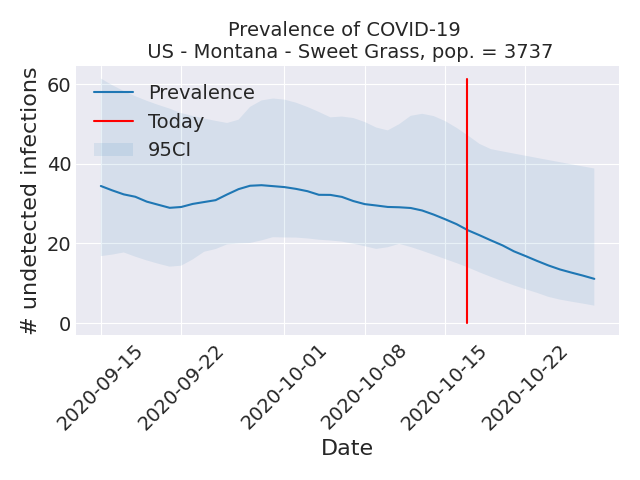 Prevalence of COVID-19
US - Montana - Sweet Grass, pop. = 3737
# undetected infections
60
40
20
0
Prevalence
Today
95CI
2020-09-15
2020-09-22
2020-10-01
2020-10-08
2020-10-15
2020-10-22
Date